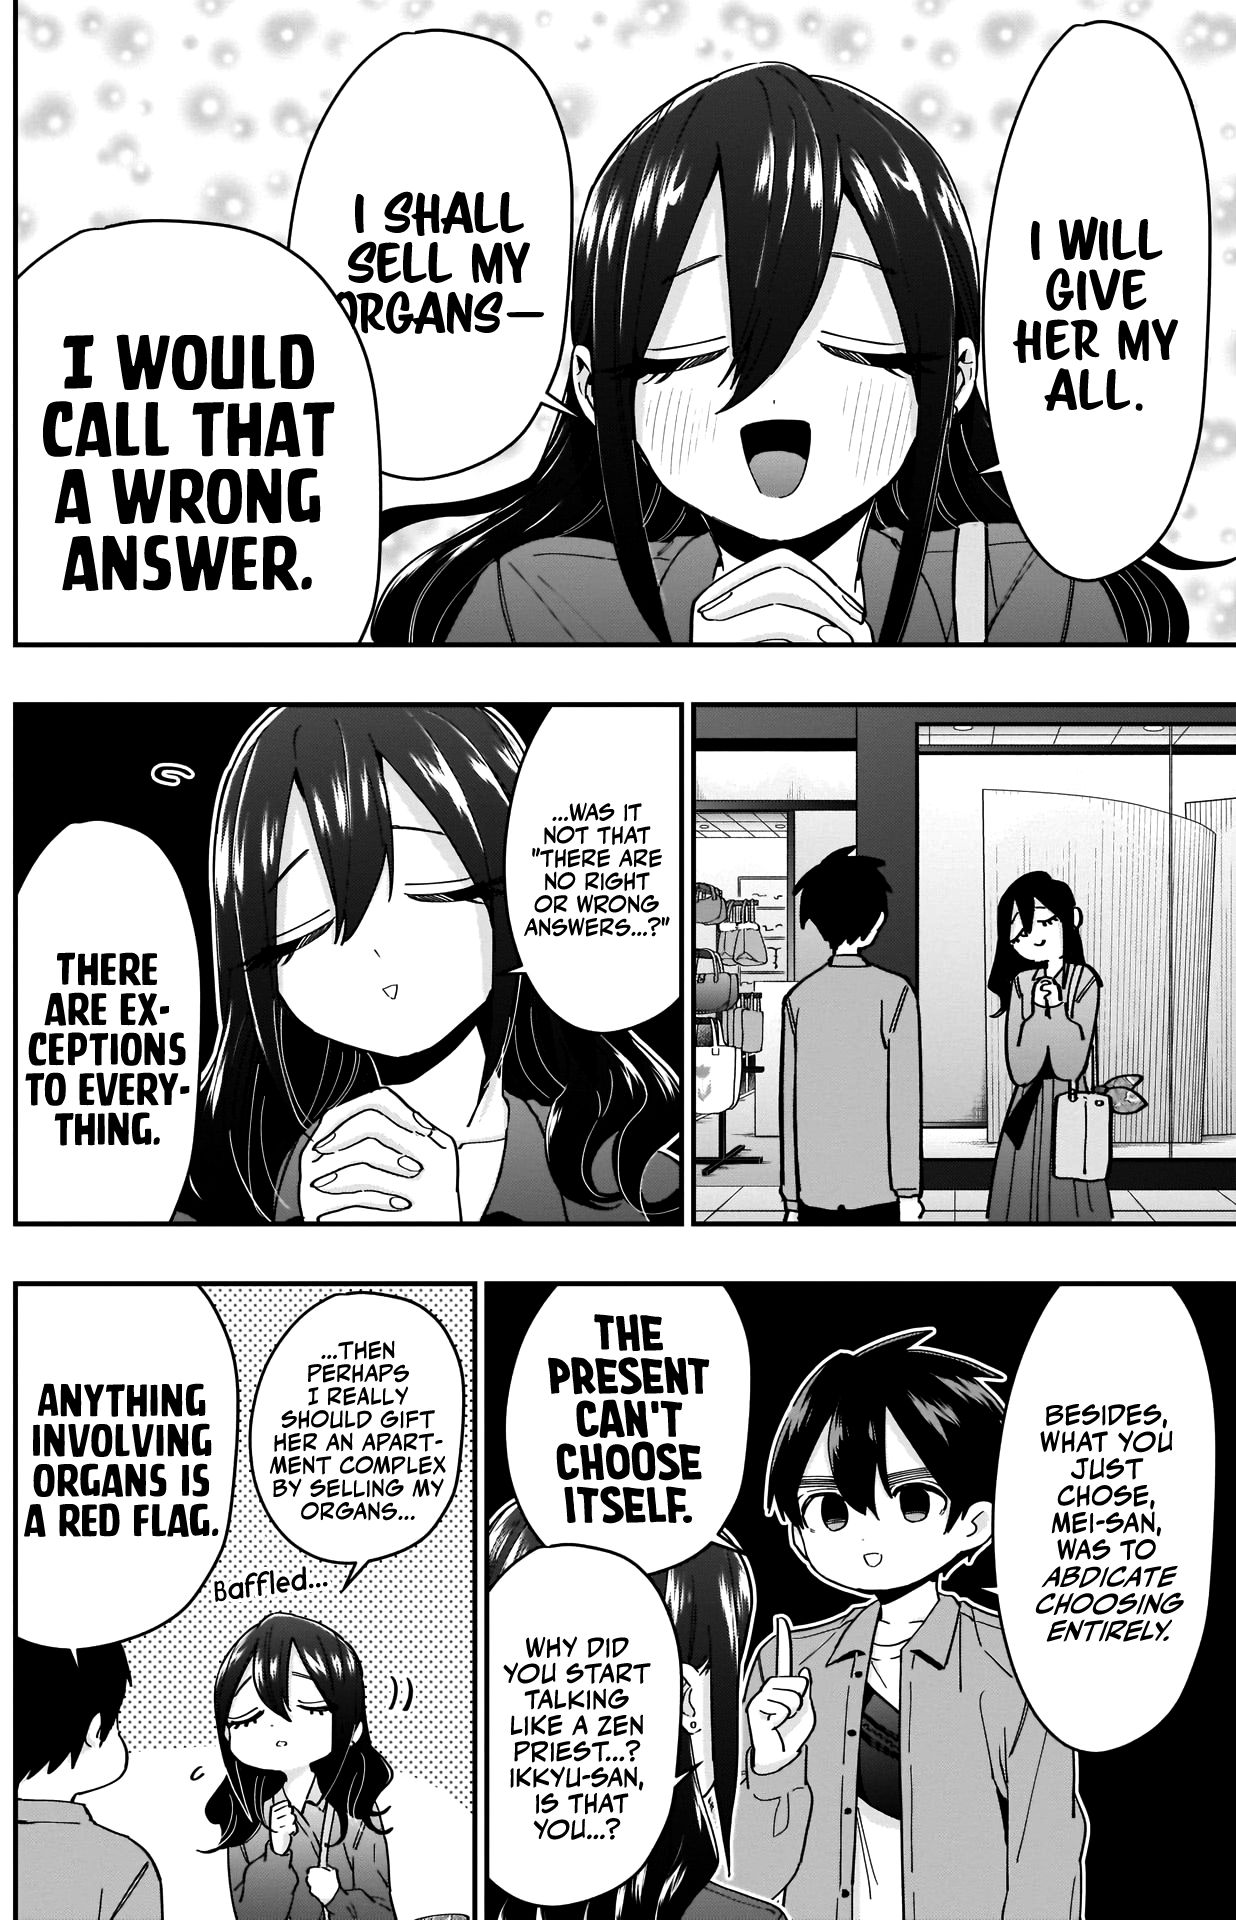 I WILL
GIVE
HER MY
ALL.
I SHALL
SELL MY
ORGANS—
I WOULD
CALL THAT
A WRONG
ANSWER.
...WAS IT
NOT THAT
"THERE ARE
NO RIGHT
OR WRONG
ANSWERS...?"
THERE
ARE EX-
CEPTIONS
TO EVERY-
THING.
BESIDES,
WHAT YOU
JUST
CHOSE,
MEI-SAN,
WAS TO
ABDICATE
CHOOSING
ENTIRELY.
THE
PRESENT
CAN'T
CHOOSE
ITSELF.
WHY DID
YOU START
TALKING
LIKE A ZEN
PRIEST...?
IKKYU-SAN,
IS THAT
YOU...?
...THEN
PERHAPS
I REALLY
SHOULD GIFT
HER AN APART-
MENT COMPLEX
BY SELLING MY
ORGANS...
Baffled...
ANYTHING
INVOLVING
ORGANS IS
A RED FLAG.